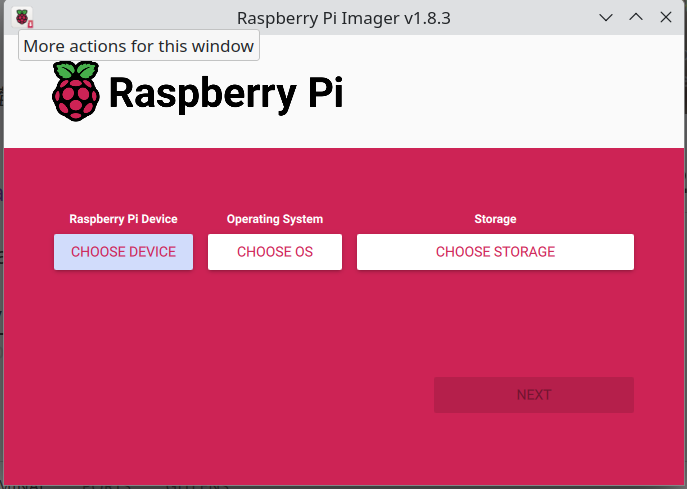 Raspberry Pi Imager v1.8.3
More actions for this window
Raspberry Pi
Raspberry Pi Device
Operating System
Storage
CHOOSE DEVICE
CHOOSE OS
CHOOSE STORAGE
NEXT